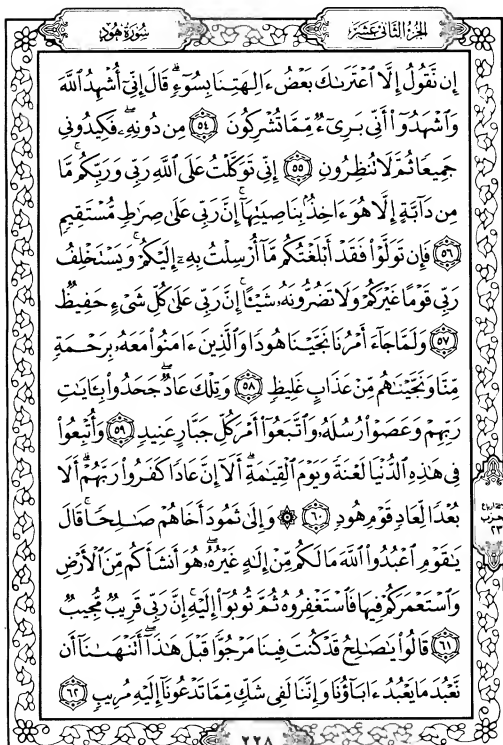 الجزء الثانى عشر
سورة هود
إِن نَّقُولُ إِلَّا ٱعْتَرَىٰكَ بَعْضُ ءَالِهَتِنَا بِسُوٓءٍ ۗ قَالَ إِنِّىٓ أُشْهِدُ ٱللَّهَ
وَٱشْهَدُوٓا۟ أَنِّى بَرِىٓءٌ مِّمَّا تُشْرِكُونَ ٥٤ مِن دُونِهِۦ ۖ فَكِيدُونِى
جَمِيعًا ثُمَّ لَا تُنظِرُونِ ٥٥ إِنِّى تَوَكَّلْتُ عَلَى ٱللَّهِ رَبِّى وَرَبِّكُم ۚ مَّا
مِن دَآبَّةٍ إِلَّا هُوَ ءَاخِذٌۢ بِنَاصِيَتِهَآ ۚ إِنَّ رَبِّى عَلَىٰ صِرَٰطٍ مُّسْتَقِيمٍ
٥٦ فَإِن تَوَلَّوْا۟ فَقَدْ أَبْلَغْتُكُم مَّآ أُرْسِلْتُ بِهِۦٓ إِلَيْكُمْ ۚ وَيَسْتَخْلِفُ
رَبِّى قَوْمًا غَيْرَكُمْ وَلَا تَضُرُّونَهُۥ شَيْـًٔا ۚ إِنَّ رَبِّى عَلَىٰ كُلِّ شَىْءٍ حَفِيظٌ
٥٧ وَلَمَّا جَآءَ أَمْرُنَا نَجَّيْنَا هُودًا وَٱلَّذِينَ ءَامَنُوا۟ مَعَهُۥ بِرَحْمَةٍ
مِّنَّا وَنَجَّيْنَٰهُم مِّنْ عَذَابٍ غَلِيظٍ ٥٨ وَتِلْكَ عَادٌ ۖ جَحَدُوا۟ بِـَٔايَٰتِ
رَبِّهِمْ وَعَصَوْا۟ رُسُلَهُۥ وَٱتَّبَعُوٓا۟ أَمْرَ كُلِّ جَبَّارٍ عَنِيدٍ ٥٩ وَأُتْبِعُوا۟
فِى هَٰذِهِ ٱلدُّنْيَا لَعْنَةً وَيَوْمَ ٱلْقِيَٰمَةِ ۗ أَلَآ إِنَّ عَادًا كَفَرُوا۟ رَبَّهُمْ ۗ أَلَا
بُعْدًا لِّعَادٍ قَوْمِ هُودٍ ٦٠ ۞ وَإِلَىٰ ثَمُودَ أَخَاهُمْ صَٰلِحًا ۚ قَالَ
يَٰقَوْمِ ٱعْبُدُوا۟ ٱللَّهَ مَا لَكُم مِّنْ إِلَٰهٍ غَيْرُهُۥ ۖ هُوَ أَنشَأَكُم مِّنَ ٱلْأَرْضِ
وَٱسْتَعْمَرَكُمْ فِيهَا فَٱسْتَغْفِرُوهُ ثُمَّ تُوبُوٓا۟ إِلَيْهِ ۚ إِنَّ رَبِّى قَرِيبٌ مُّجِيبٌ
٦١ قَالُوا۟ يَٰصَٰلِحُ قَدْ كُنتَ فِينَا مَرْجُوًّا قَبْلَ هَٰذَآ ۖ أَتَنْهَىٰنَآ أَن
نَّعْبُدَ مَا يَعْبُدُ ءَابَآؤُنَا وَإِنَّنَا لَفِى شَكٍّ مِّمَّا تَدْعُونَآ إِلَيْهِ مُرِيبٍ ٦٢
حزب
٢٣
٢٢٨